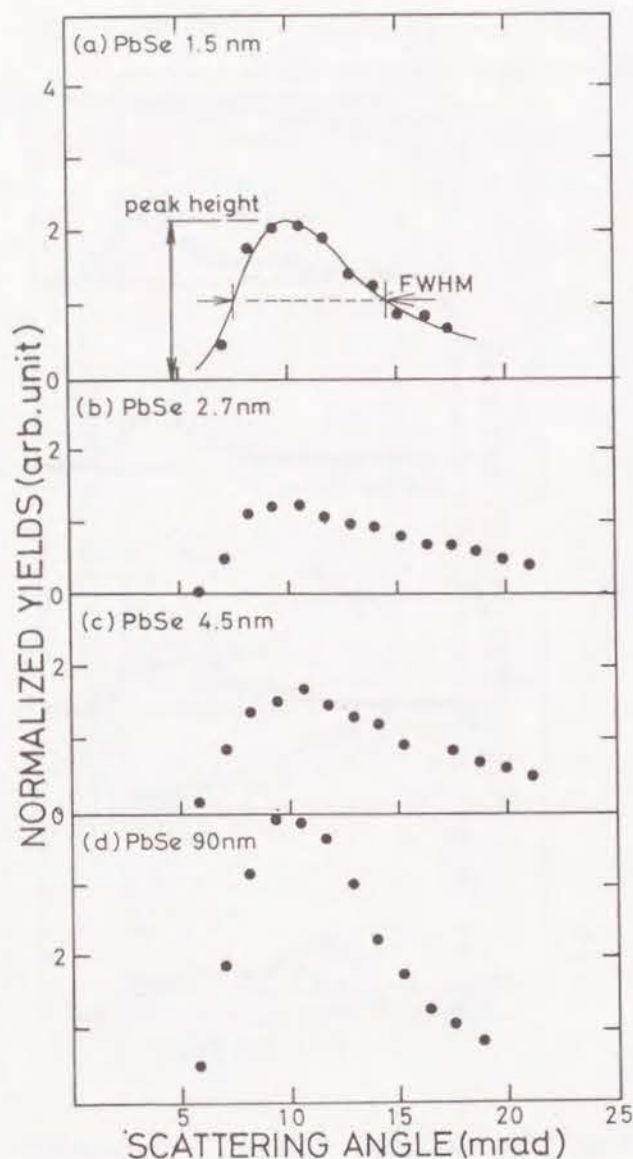 (a) PbSe 1.5 nm
4
peak height
2
FWHM
0
(b) PbSe 2.7nm
2
0
(c) PbSe 4.5nm
2
0
(d) PbSe 90nm
2
5 10 15 20 25
SCATTERING ANGLE (mrad)
NORMALIZED YIELDS (arb.unit)